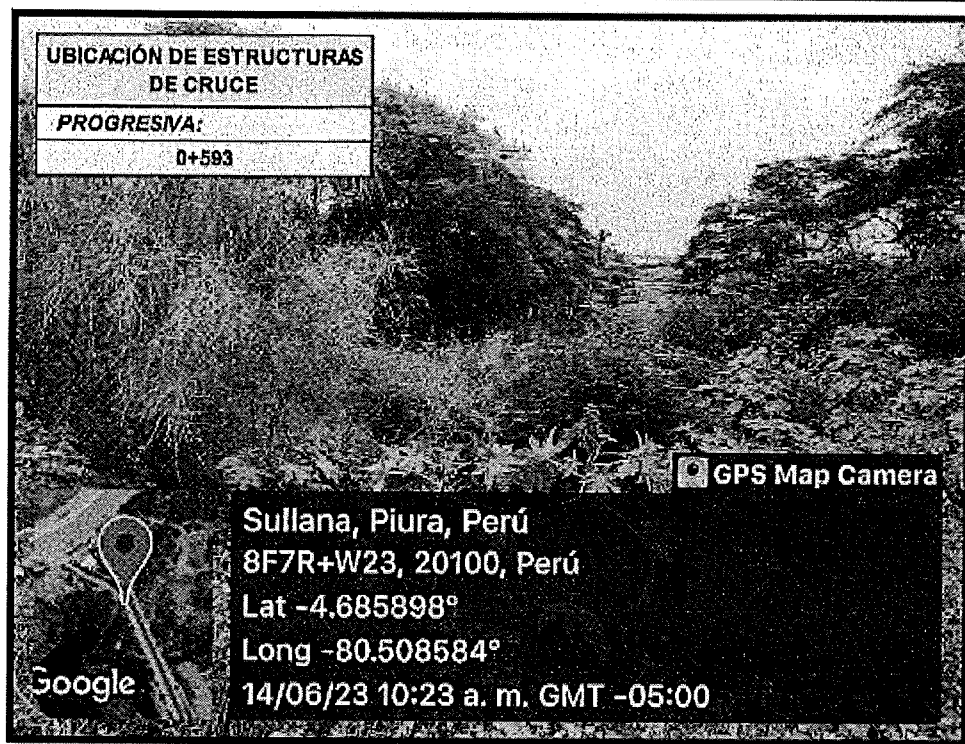 UBICACIÓN DE ESTRUCTURAS
DE CRUCE
PROGRESIVA:
0+593
GPS Map Camera
Sullana, Piura, Perú
8F7R+W23, 20100, Perú
Lat -4.685898°
Long -80.508584°
14/06/23 10:23 a. m. GMT -05:00
Google